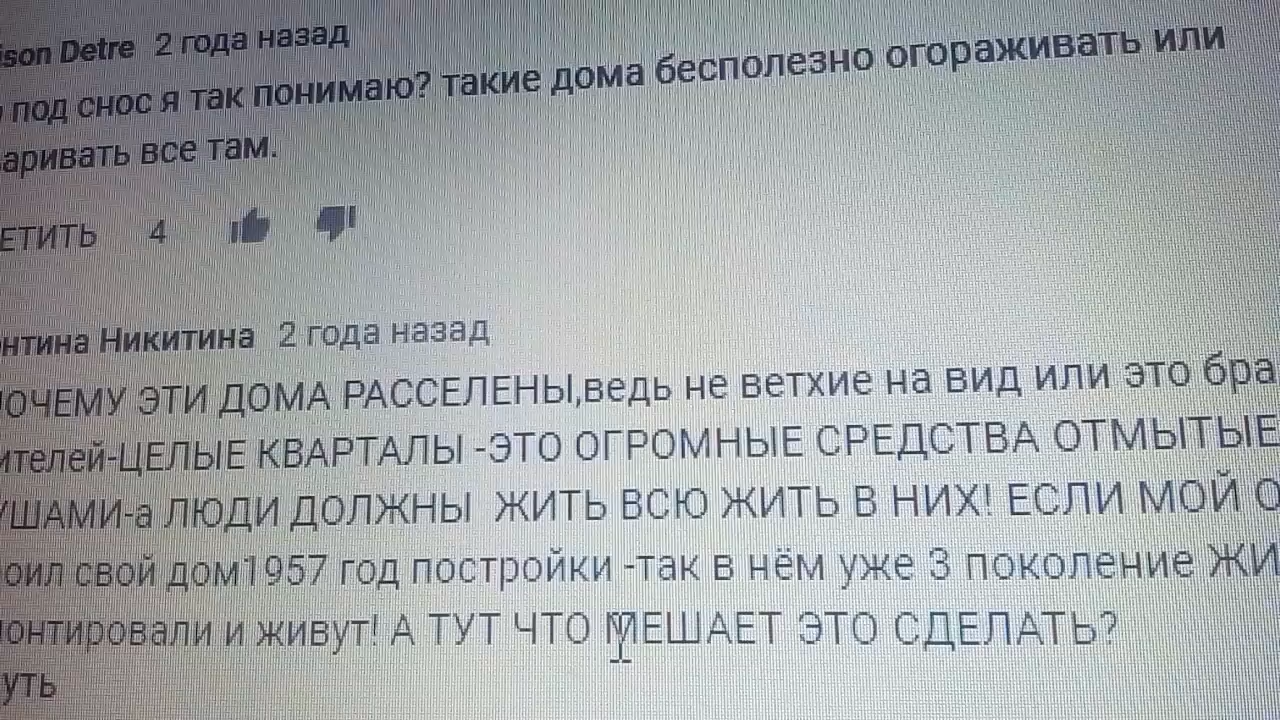 ison Detre 2 года назад
под снос я так понимаю? такие дома бесполезно огораживать или
аривать все там.
ЕТИТЬ 4
нтина Никитина 2 года назад
ОЧЕМУ ЭТИ ДОМА РАССЕЛЕНЫ,ведь не ветхие на вид или это бра
ителей-ЦЕЛЫЕ КВАРТАЛЫ -ЭТО ОГРОМНЫЕ СРЕДСТВА ОТМЫТЫЕ
УШАМИ-а ЛЮДИ ДОЛЖНЫ ЖИТЬ ВСЮ ЖИТЬ В НИХ! ЕСЛИ МОЙ О
оил свой дом1957 год постройки -так в нём уже 3 поколение ЖИ
онтировали и живут! А ТУТ ЧТО МЕШАЕТ ЭТО СДЕЛАТЬ?
уть